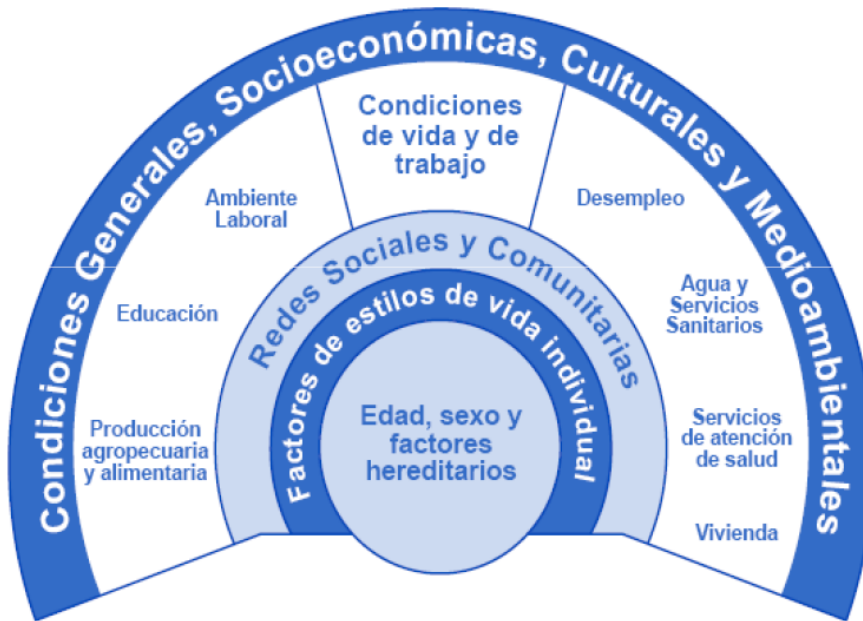 Condiciones Generales, Socioeconómicas, Culturales y Medioambientales
Condiciones
de vida y de
trabajo
Ambiente
Laboral
Desempleo
Educación
Agua y
Servicios
Sanitarios
Producción
agropecuaria
y alimentaria
Servicios
de atención
de salud
Vivienda
Redes Sociales y Comunitarias
Factores de estilos de vida individual
Edad, sexo y
factores
hereditarios